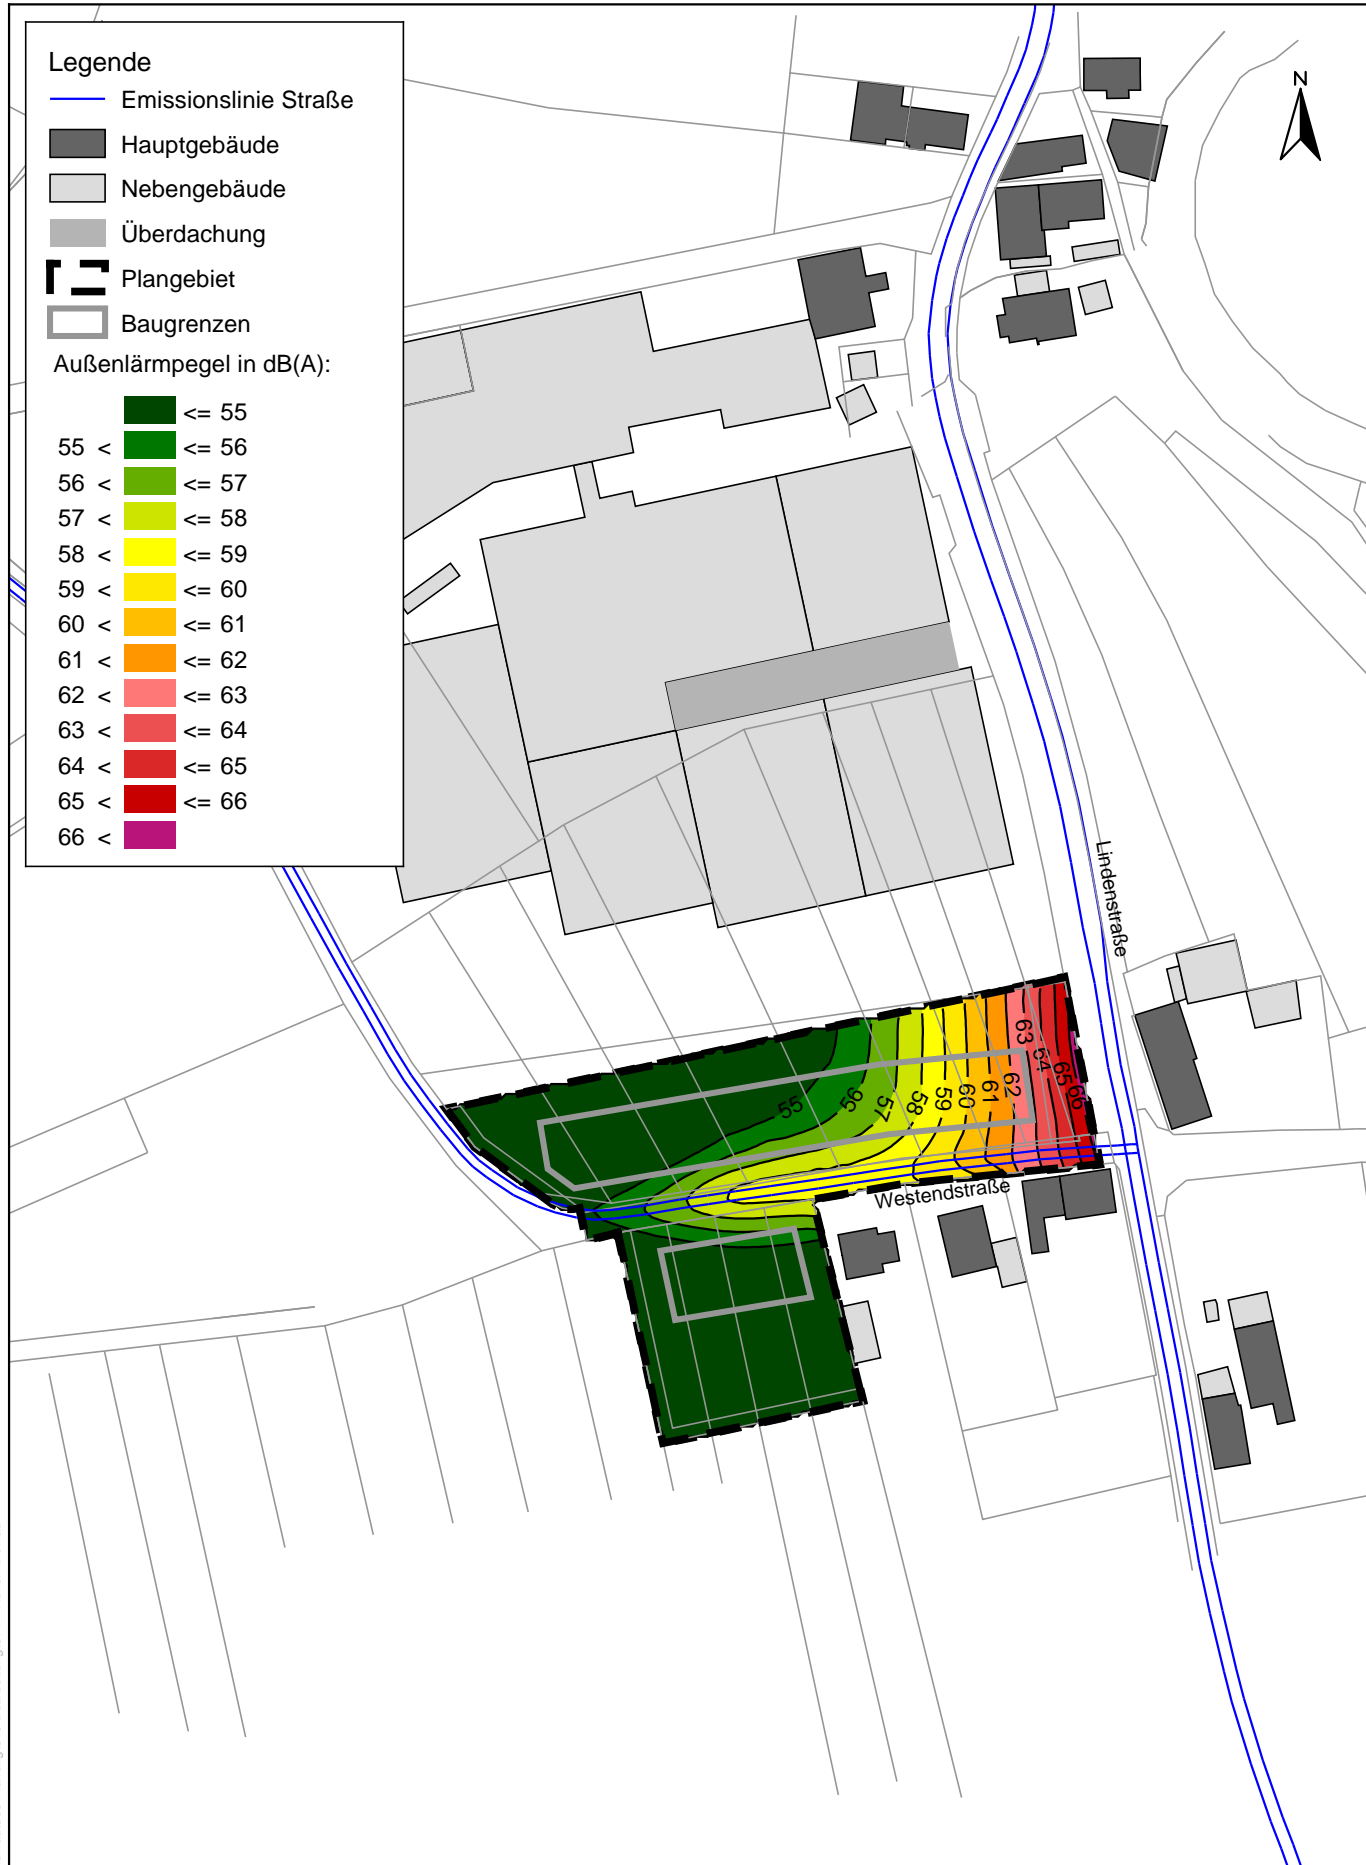 Legende
Emissionslinie Straße
Hauptgebäude
Nebengebäude
Überdachung
Plangebiet
Baugrenzen
Außenlärmpegel in dB(A):
<= 55
55 < <= 56
56 < <= 57
57 < <= 58
58 < <= 59
59 < <= 60
60 < <= 61
61 < <= 62
62 < <= 63
63 < <= 64
64 < <= 65
65 < <= 66
66 <
N
Lindenstraße
55
56
57
58
59
60
61
62
63
64
65
66
Westendstraße